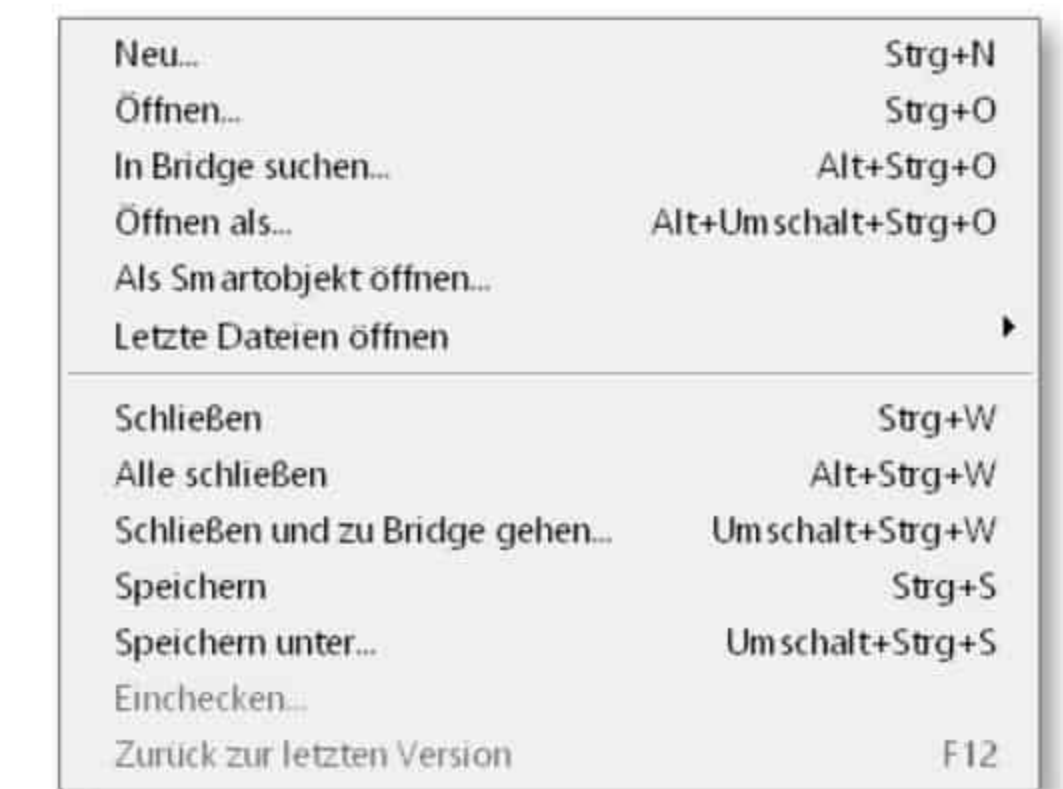 Neu... Strg+N
Öffnen... Strg+O
In Bridge suchen... Alt+Strg+O
Öffnen als... Alt+Umschalt+Strg+O
Als Smartobjekt öffnen...
Letzte Dateien öffnen
Schließen Strg+W
Alle schließen Alt+Strg+W
Schließen und zu Bridge gehen... Umschalt+Strg+W
Speichern Strg+S
Speichern unter... Umschalt+Strg+S
Einchecken...
Zurück zur letzten Version F12